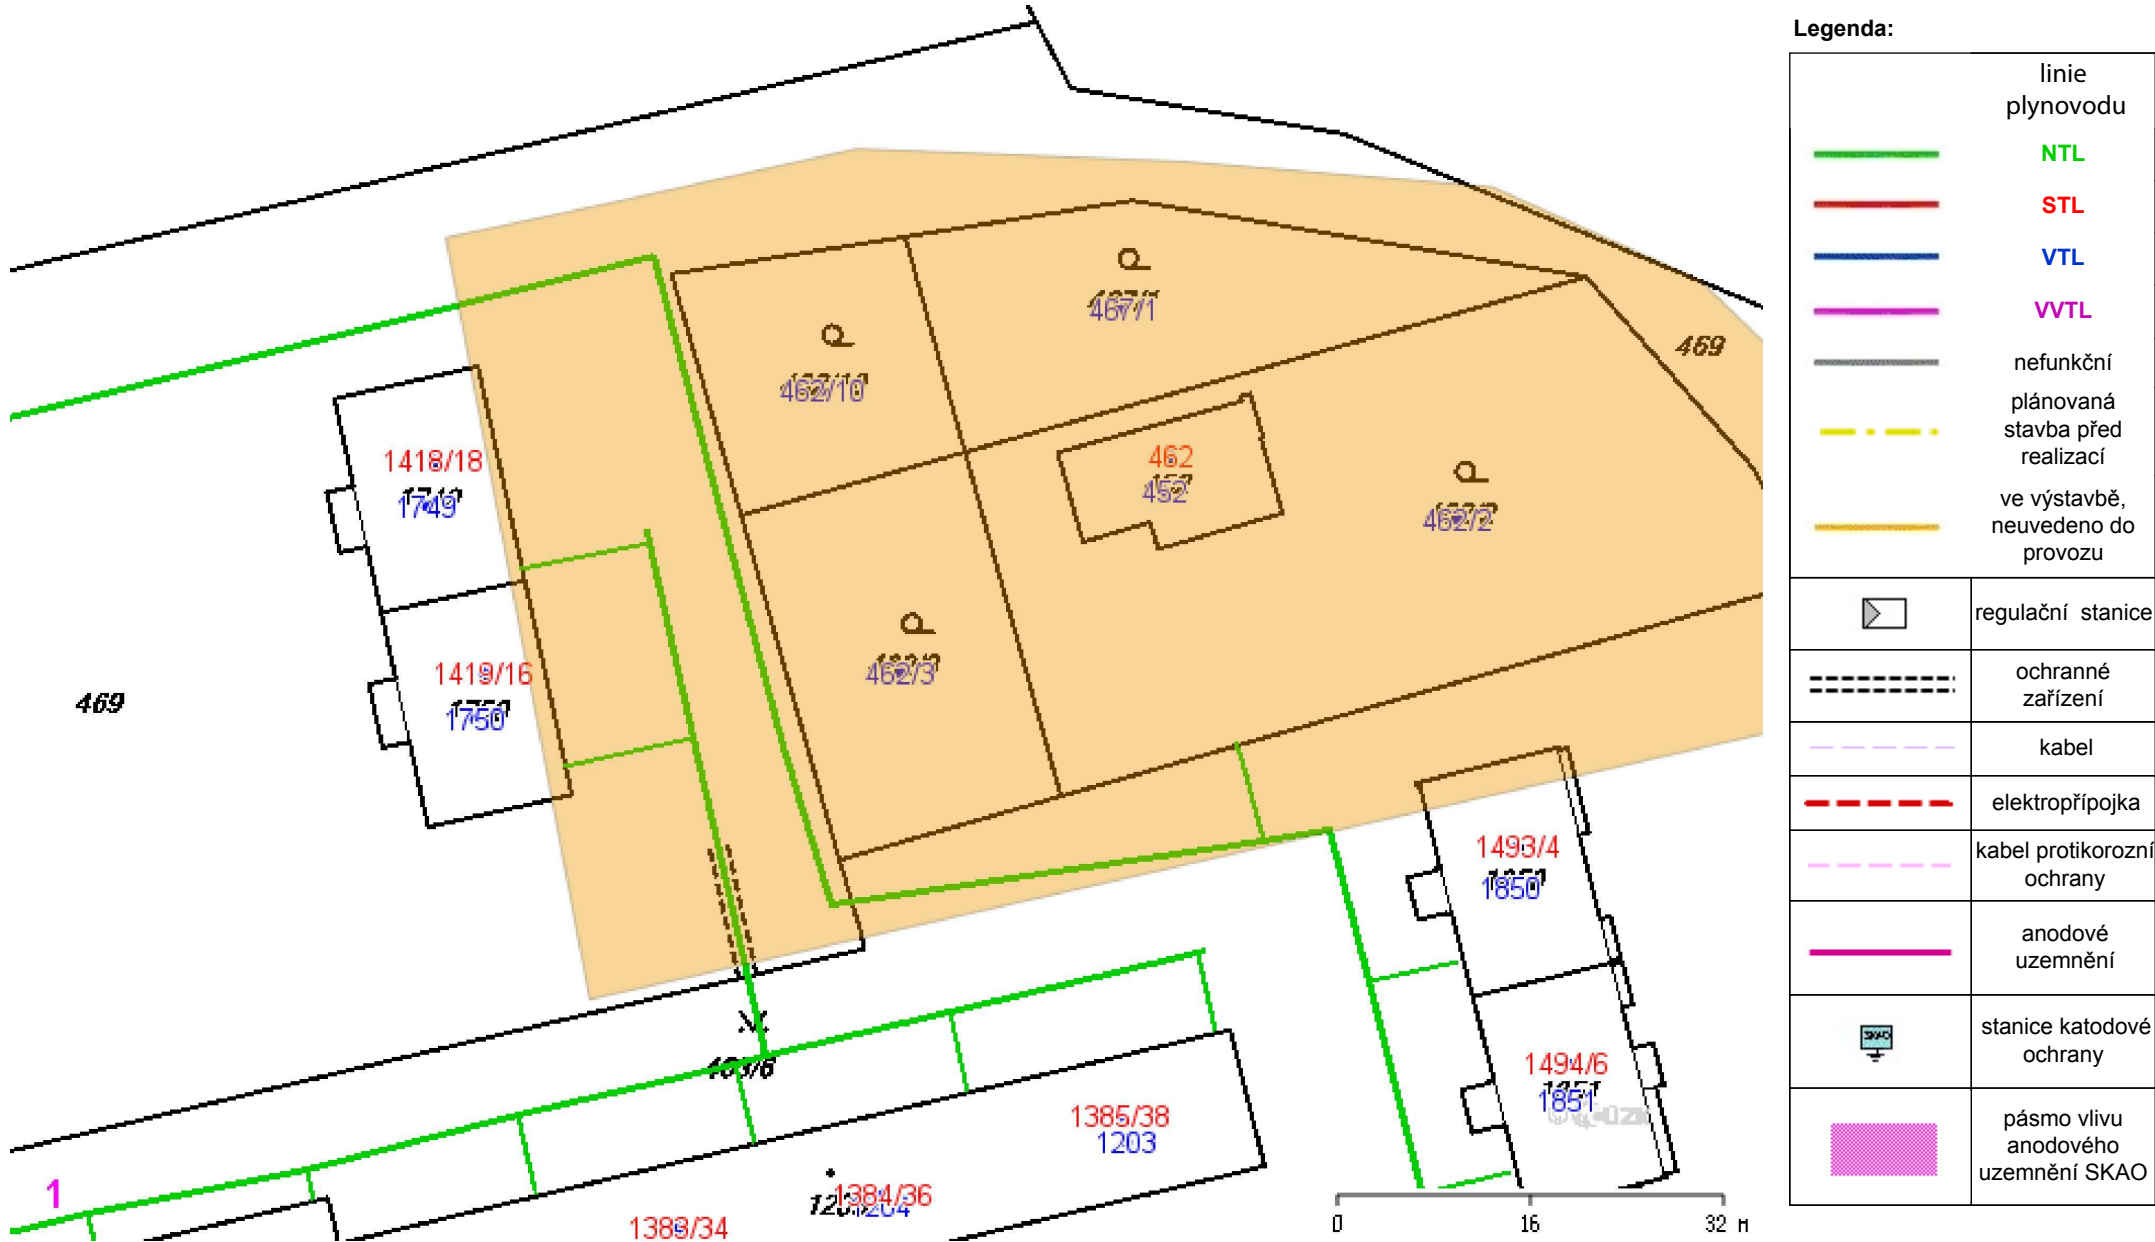 Legenda:
linie
plynovodu
NTL
STL
VTL
VVTL
nefunkční
plánovaná
stavba před
realizací
ve výstavbě,
neuvedeno do
provozu
regulační stanice
ochranné
zařízení
kabel
elektropřípojka
kabel protikorozní
ochrany
anodové
uzemnění
SKAO
stanice katodové
ochrany
pásmo vlivu
anodového
uzemnění SKAO
467/1
469
462/10
1418/18
1749
462
452
462/2
1419/16
1750
462/3
469
1493/4
1850
1494/6
1851
1385/38
1203
1384/36
1204
1383/34
1
0 16 32 M